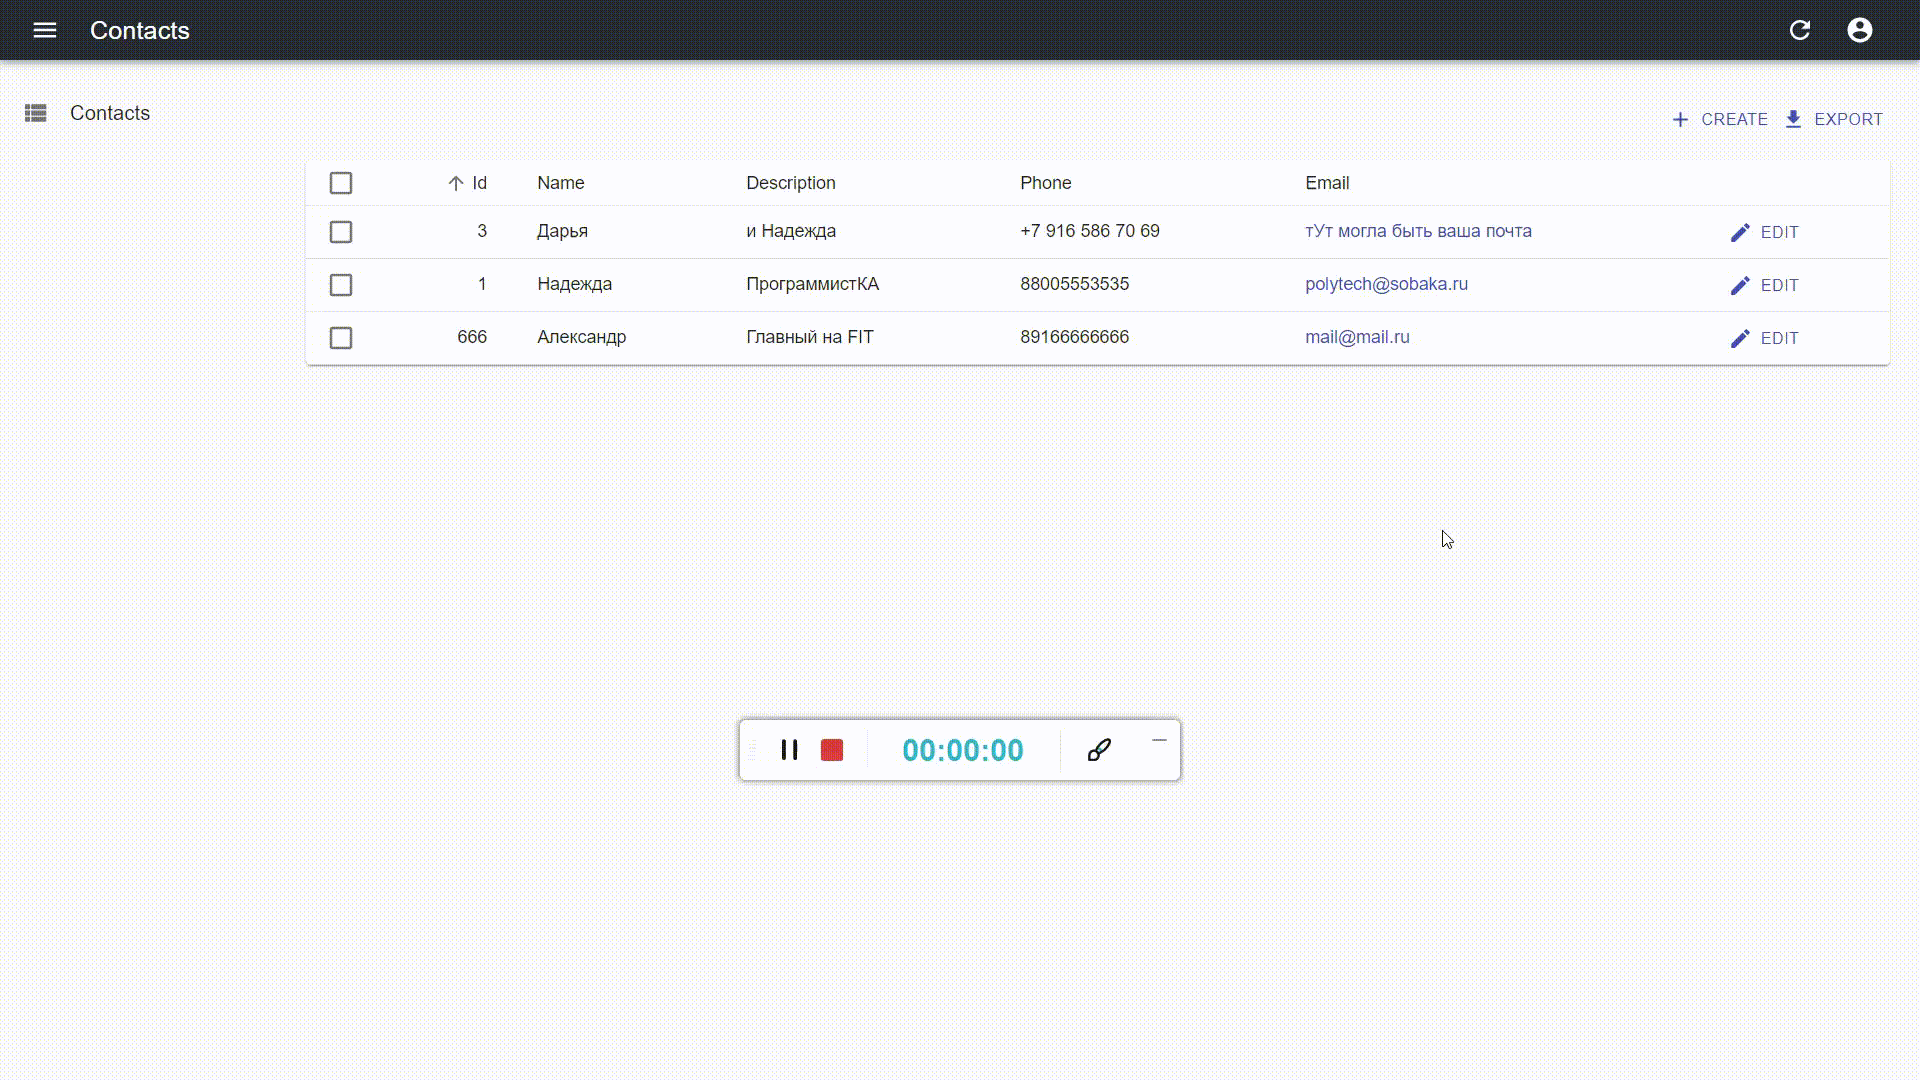 Contacts
Contacts
CREATE EXPORT
Id Name Description Phone Email
3 Дарья и Надежда +7 916 586 70 69 тУт могла быть ваша почта EDIT
1 Надежда ПрограммистКА 88005553535 polytech@sobaka.ru EDIT
666 Александр Главный на FIT 89166666666 mail@mail.ru EDIT
00:00:00